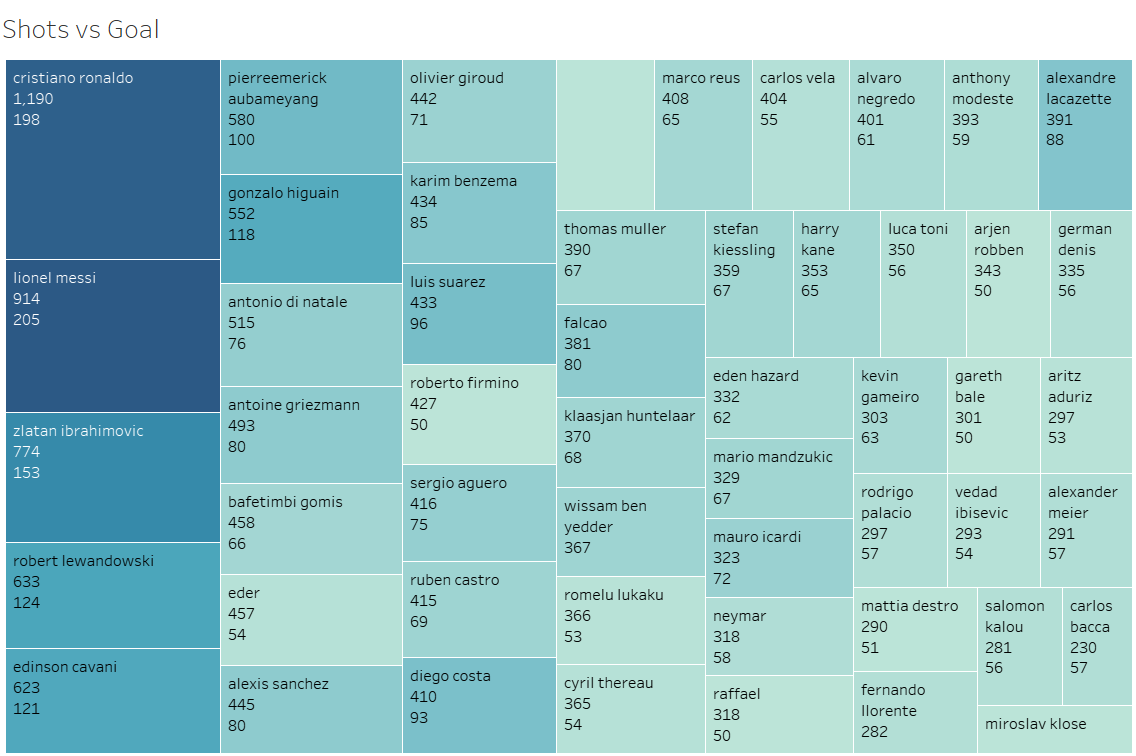 Shots vs Goal
cristiano ronaldo
1,190
198
lionel messi
914
205
zlatan ibrahimovic
774
153
robert lewandowski
633
124
edinson cavani
623
121
pierreemerick
aubameyang
580
100
gonzalo higuain
552
118
antonio di natale
515
76
antoine griezmann
493
80
bafetimbi gomis
458
66
eder
457
54
alexis sanchez
445
80
olivier giroud
442
71
karim benzema
434
85
luis suarez
433
96
roberto firmino
427
50
sergio aguero
416
75
ruben castro
415
69
diego costa
410
93
marco reus
408
65
carlos vela
404
55
alvaro
negredo
401
61
anthony
modeste
393
59
alexandre
lacazette
391
88
thomas muller
390
67
falcao
381
80
klaasjan huntelaar
370
68
wissam ben
yedder
367
romelu lukaku
366
53
cyril thereau
365
54
stefan
kiessling
359
67
harry
kane
353
65
luca toni
350
56
arjen
robben
343
50
german
denis
335
56
eden hazard
332
62
mario mandzukic
329
67
mauro icardi
323
72
neymar
318
58
raffael
318
50
kevin
gameiro
303
63
gareth
bale
301
50
aritz
aduriz
297
53
rodrigo
palacio
297
57
vedad
ibisevic
293
54
alexander
meier
291
57
mattia destro
290
51
fernando
llorente
282
salomon
kalou
281
56
carlos
bacca
230
57
miroslav klose